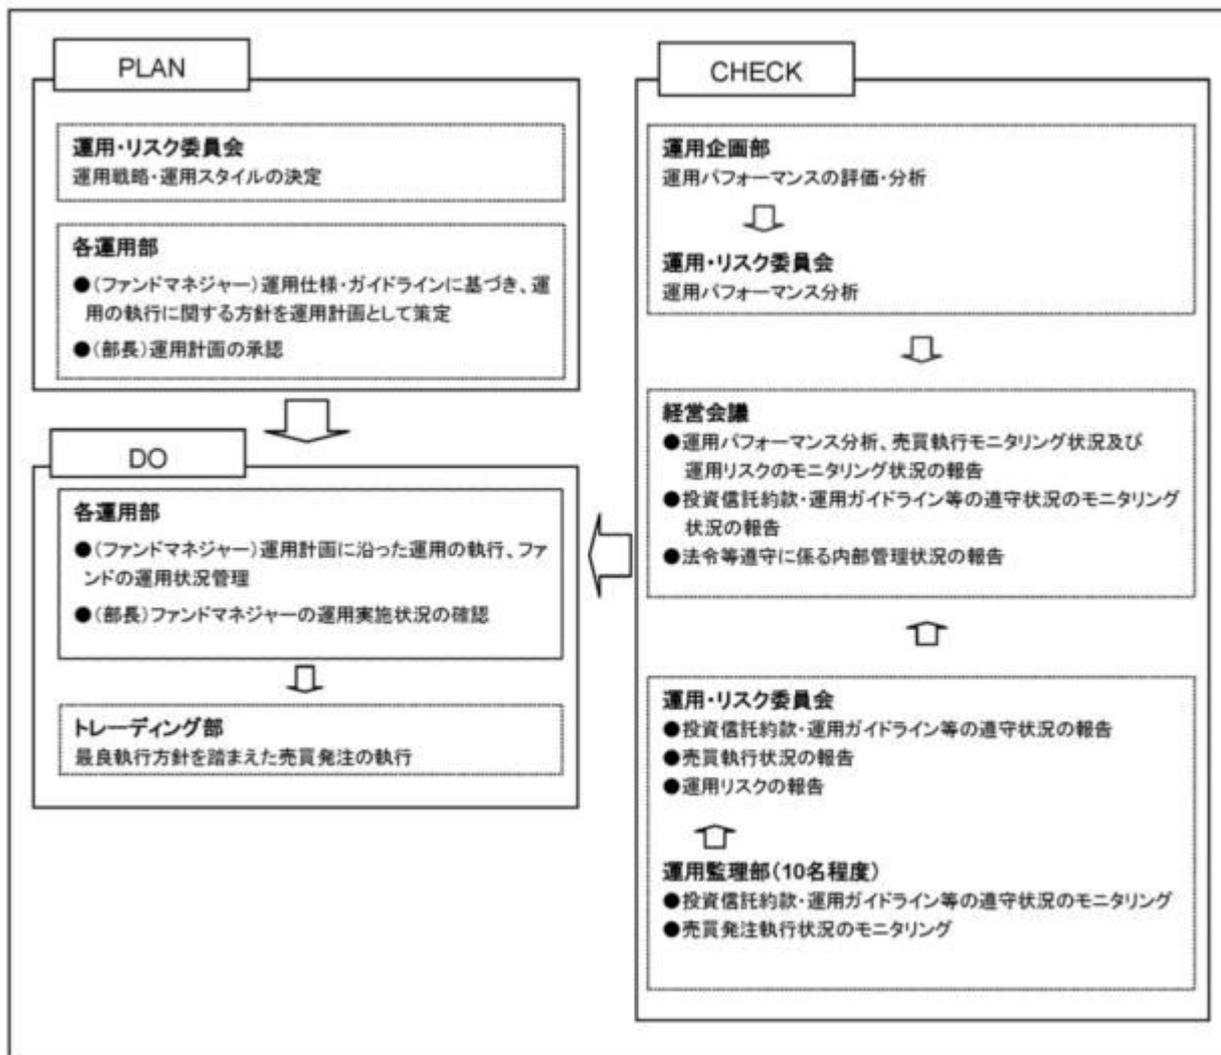 PLAN
運用・リスク委員会
運用戦略・運用スタイルの決定
各運用部
●(ファンドマネジャー)運用仕様・ガイドラインに基づき、運
用の執行に関する方針を運用計画として策定
●(部長)運用計画の承認
DO
各運用部
●(ファンドマネジャー)運用計画に沿った運用の執行、ファ
ンドの運用状況管理
●(部長)ファンドマネジャーの運用実施状況の確認
トレーディング部
最良執行方針を踏まえた売買発注の執行
CHECK
運用企画部
運用パフォーマンスの評価・分析
運用・リスク委員会
運用パフォーマンス分析
経営会議
●運用パフォーマンス分析、売買執行モニタリング状況及び
運用リスクのモニタリング状況の報告
●投資信託約款・運用ガイドライン等の遵守状況のモニタリング
状況の報告
●法令等遵守に係る内部管理状況の報告
運用・リスク委員会
●投資信託約款・運用ガイドライン等の遵守状況の報告
●売買執行状況の報告
●運用リスクの報告
運用監理部(10名程度)
●投資信託約款・運用ガイドライン等の遵守状況のモニタリング
●売買発注執行状況のモニタリング